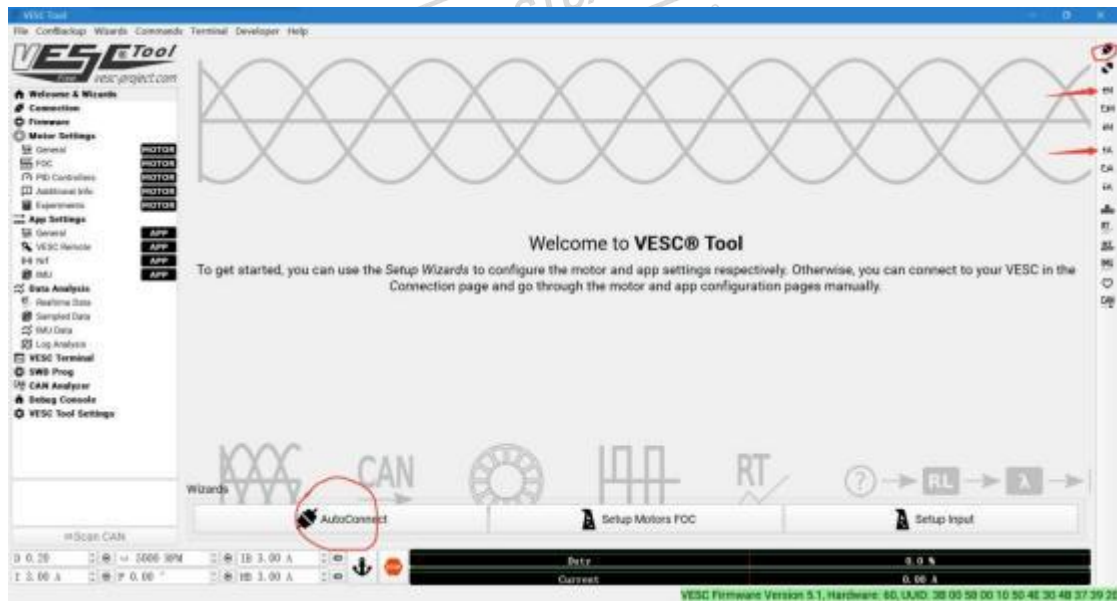 VESC Tool
File ConfBackup Wizards Commands Terminal Developer Help
VESC Tool
Free vesc-project.com
Welcome & Wizards
Connection
Firmware
Motor Settings
General MOTOR
FOC MOTOR
PID Controllers MOTOR
Additional Info MOTOR
Experiments MOTOR
App Settings
General APP
VESC Remote APP
Nrf APP
IMU APP
Data Analysis
Realtime Data
Sampled Data
IMU Data
Log Analysis
VESC Terminal
SWD Prog
CAN Analyzer
Debug Console
VESC Tool Settings
Welcome to VESC® Tool
To get started, you can use the Setup Wizards to configure the motor and app settings respectively. Otherwise, you can connect to your VESC in the
Connection page and go through the motor and app configuration pages manually.
CAN
RT
? RL λ
Wizards
AutoConnect
Setup Motors FOC
Setup Input
Scan CAN
D 0.20
5000 RPM
IB 3.00 A
I 3.00 A
P 0.00 °
HB 3.00 A
STOP
Duty 0.0 %
Current 0.00 A
VESC Firmware Version 5.1, Hardware: 60, UUID: 3B 00 50 00 10 50 4E 30 4B 37 39 20